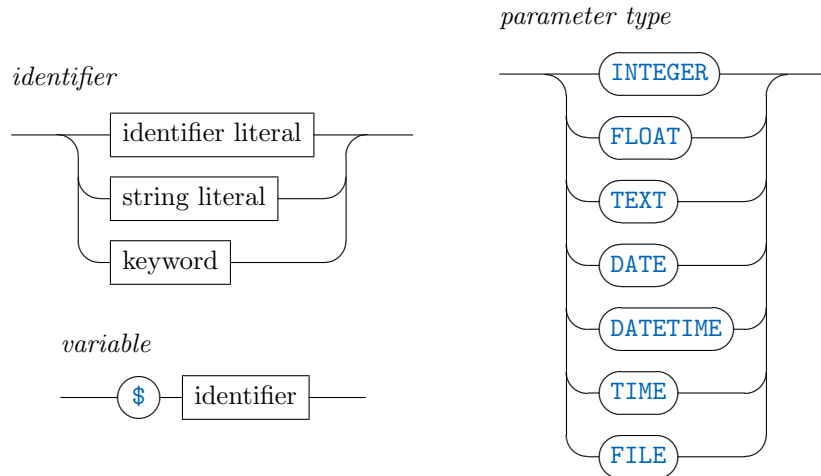 identifier
identifier literal
string literal
keyword
variable
$ identifier
parameter type
INTEGER
FLOAT
TEXT
DATE
DATETIME
TIME
FILE